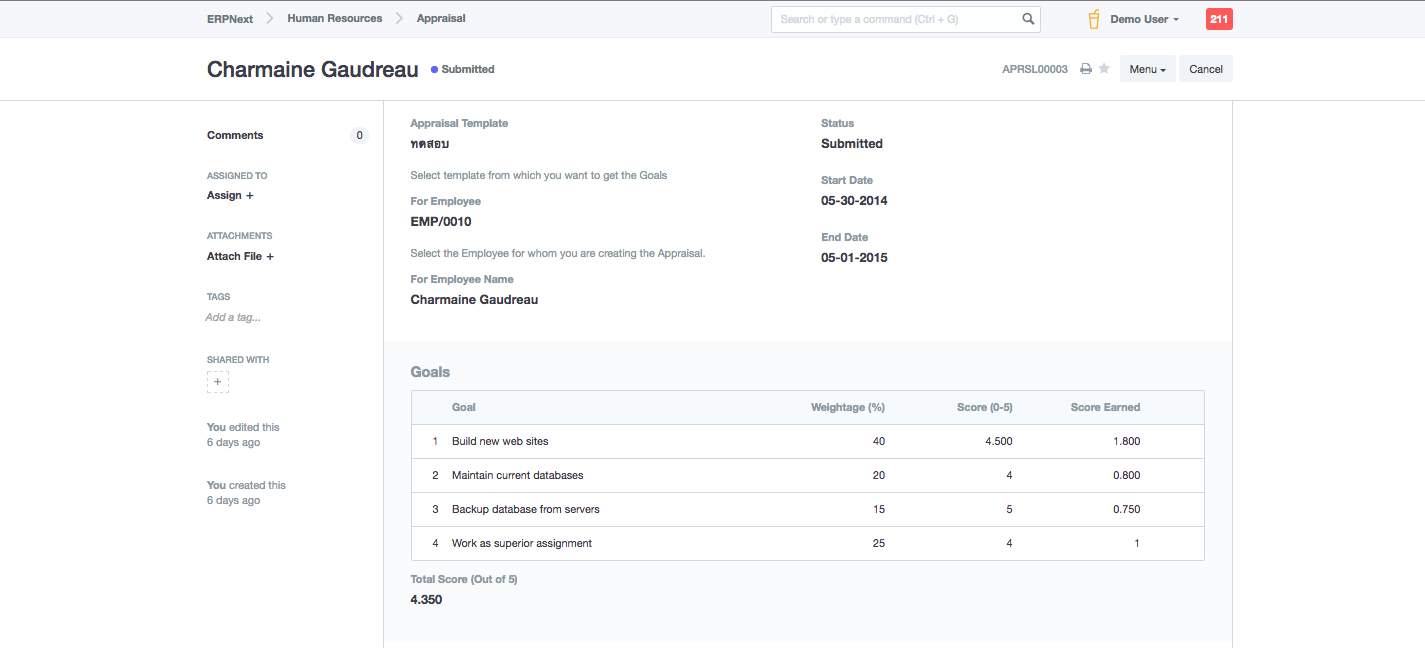 ERPNext Human Resources Appraisal Search or type a command (Ctrl + G) Demo User 211
Charmaine Gaudreau Submitted APRSL00003 Menu Cancel
Comments 0
ASSIGNED TO
Assign +
ATTACHMENTS
Attach File +
TAGS
Add a tag...
SHARED WITH
+
You edited this
6 days ago
You created this
6 days ago
Appraisal Template
ทดสอบ
Select template from which you want to get the Goals
For Employee
EMP/0010
Select the Employee for whom you are creating the Appraisal.
For Employee Name
Charmaine Gaudreau
Status
Submitted
Start Date
05-30-2014
End Date
05-01-2015
Goals
Goal Weightage (%) Score (0-5) Score Earned
1 Build new web sites 40 4.500 1.800
2 Maintain current databases 20 4 0.800
3 Backup database from servers 15 5 0.750
4 Work as superior assignment 25 4 1
Total Score (Out of 5)
4.350